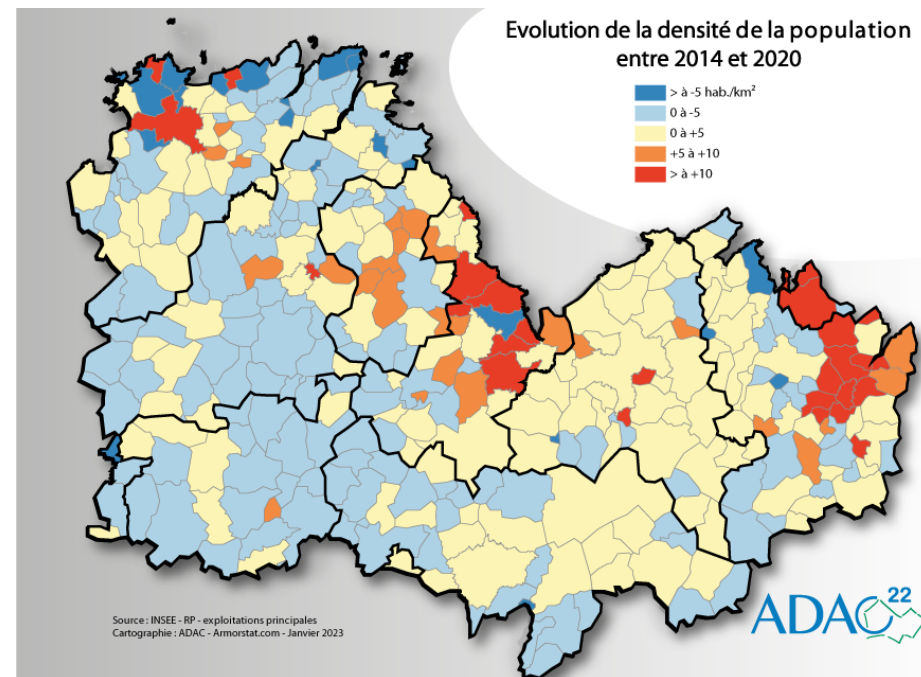 Evolution de la densité de la population
entre 2014 et 2020
> à -5 hab./km²
0 à -5
0 à +5
+5 à +10
> à +10
Source : INSEE - RP - exploitations principales
Cartographie : ADAC - Armorstat.com - Janvier 2023
ADAC 22